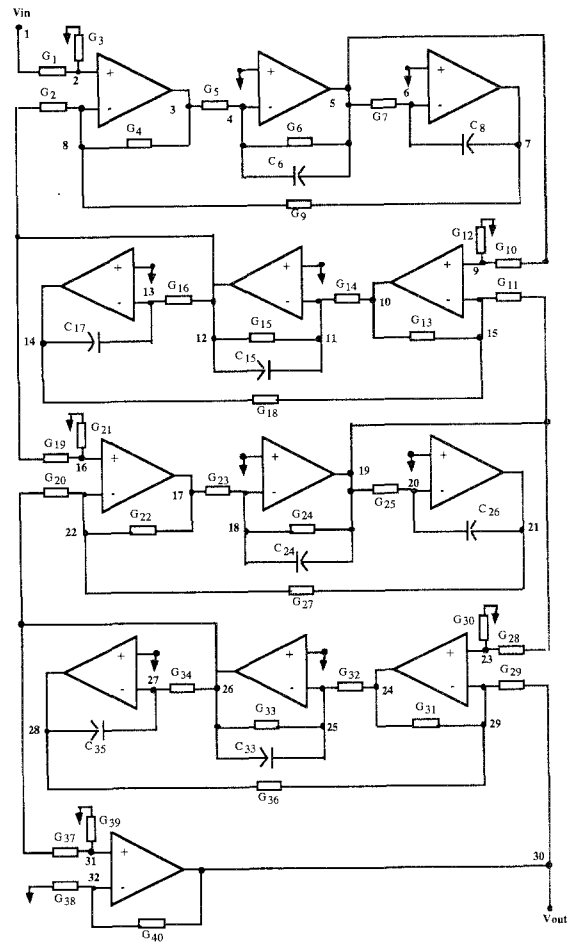 Vin
1
G3
G1
2
+
-
3
G2
G4
8
G5
4
+
-
5
G6
C6
G7
6
+
-
C8
7
G9
G12
G10
9
+
-
G11
10
G13
15
G14
+
-
11
12
G15
C15
G16
13
+
-
14
C17
G18
G21
G19
16
+
-
17
G20
G22
22
G23
18
+
-
19
G24
C24
G25
20
+
-
C26
21
G27
G30
G28
23
+
-
G29
24
G31
29
G32
+
-
25
26
G33
C33
G34
27
+
-
28
C35
G36
G39
G37
31
+
-
32
G38
G40
30
Vout